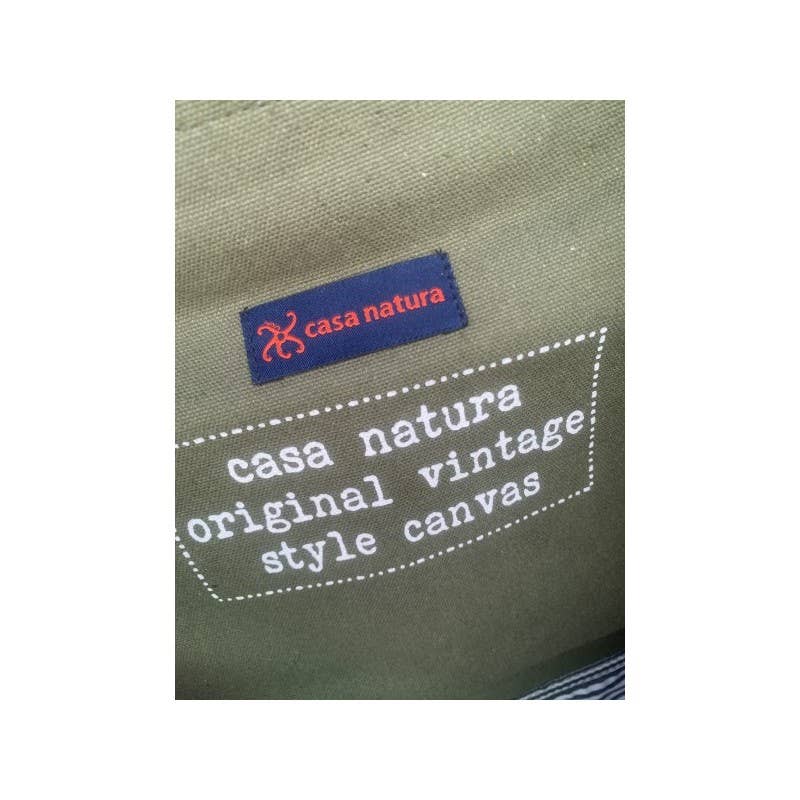 casa natura
casa natura
original vintage
style canvas